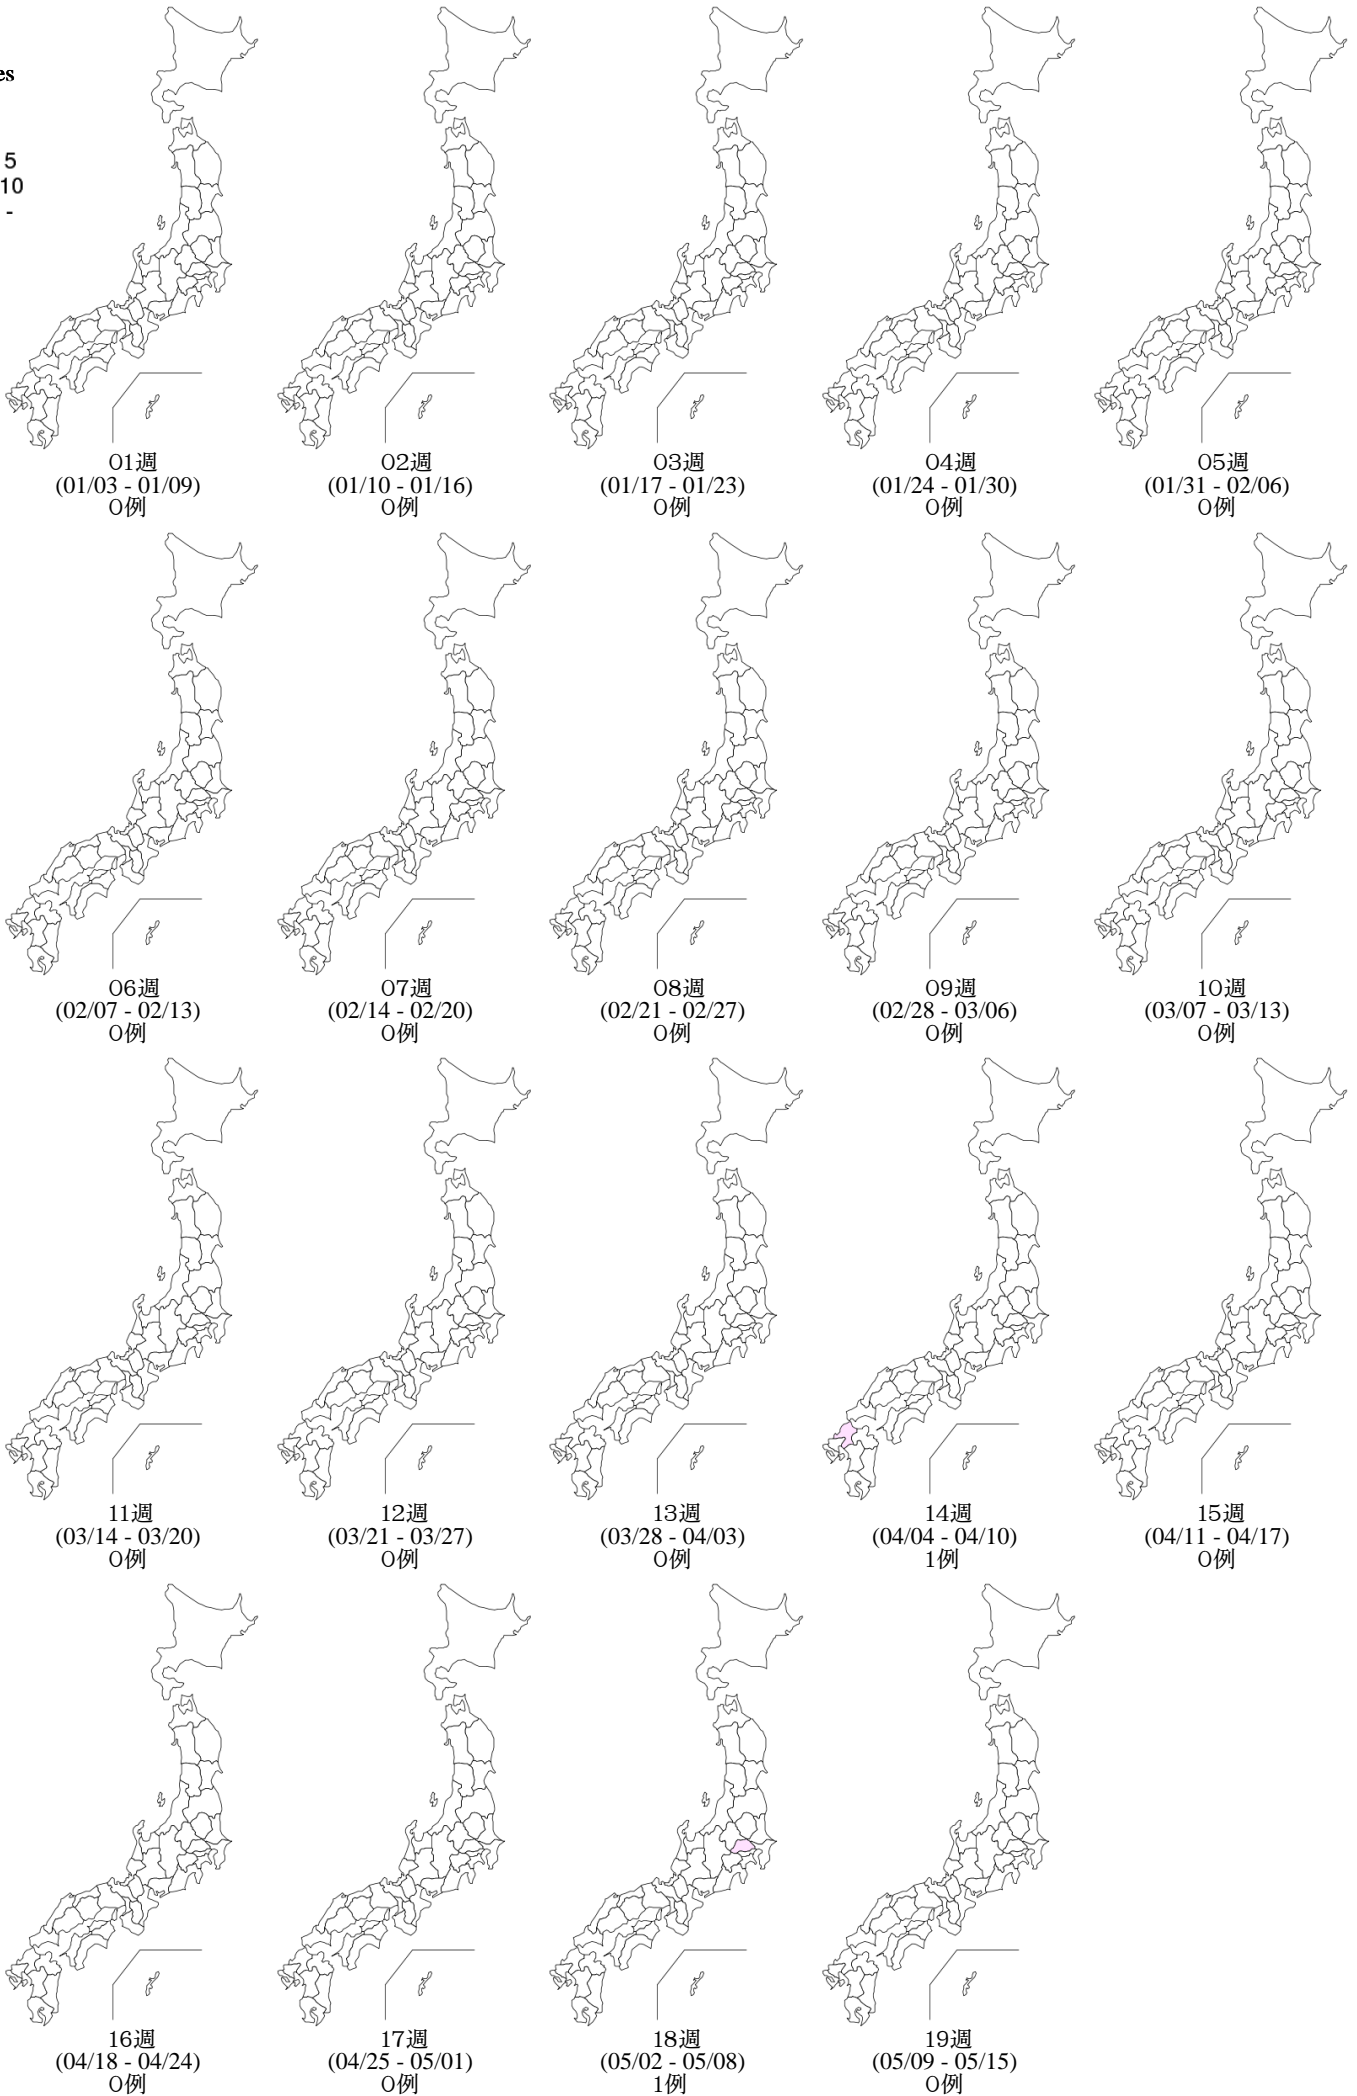 es
5
10
-
01週
(01/03 - 01/09)
0例
02週
(01/10 - 01/16)
0例
03週
(01/17 - 01/23)
0例
04週
(01/24 - 01/30)
0例
05週
(01/31 - 02/06)
0例
06週
(02/07 - 02/13)
0例
07週
(02/14 - 02/20)
0例
08週
(02/21 - 02/27)
0例
09週
(02/28 - 03/06)
0例
10週
(03/07 - 03/13)
0例
11週
(03/14 - 03/20)
0例
12週
(03/21 - 03/27)
0例
13週
(03/28 - 04/03)
0例
14週
(04/04 - 04/10)
1例
15週
(04/11 - 04/17)
0例
16週
(04/18 - 04/24)
0例
17週
(04/25 - 05/01)
0例
18週
(05/02 - 05/08)
1例
19週
(05/09 - 05/15)
0例